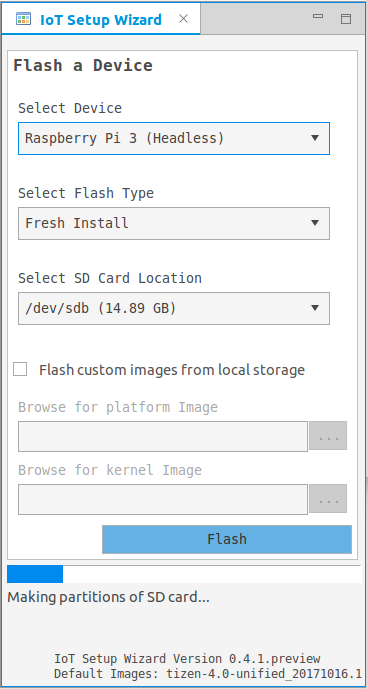 IoT Setup Wizard
Flash a Device
Select Device
Raspberry Pi 3 (Headless)
Select Flash Type
Fresh Install
Select SD Card Location
/dev/sdb (14.89 GB)
Flash custom images from local storage
Browse for platform Image
...
Browse for kernel Image
...
Flash
Making partitions of SD card...
IoT Setup Wizard Version 0.4.1.preview
Default Images: tizen-4.0-unified_20171016.1